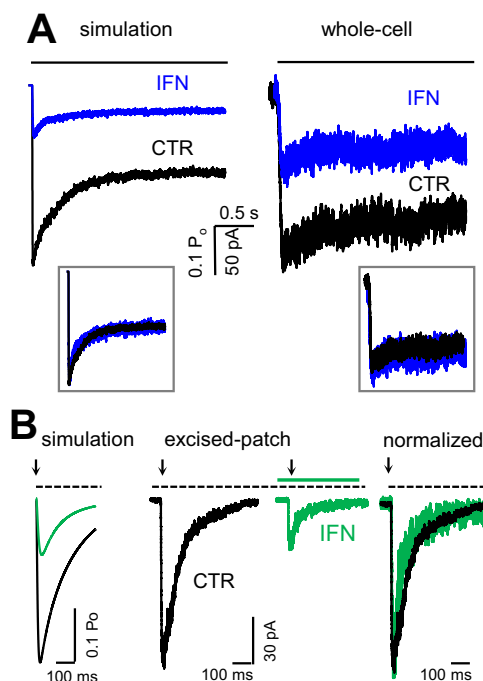 A
simulation
whole-cell
IFN
IFN
CTR
CTR
0.5 s
0.1 Po
50 pA
B
simulation
excised-patch
normalized
IFN
CTR
0.1 Po
30 pA
100 ms
100 ms
100 ms